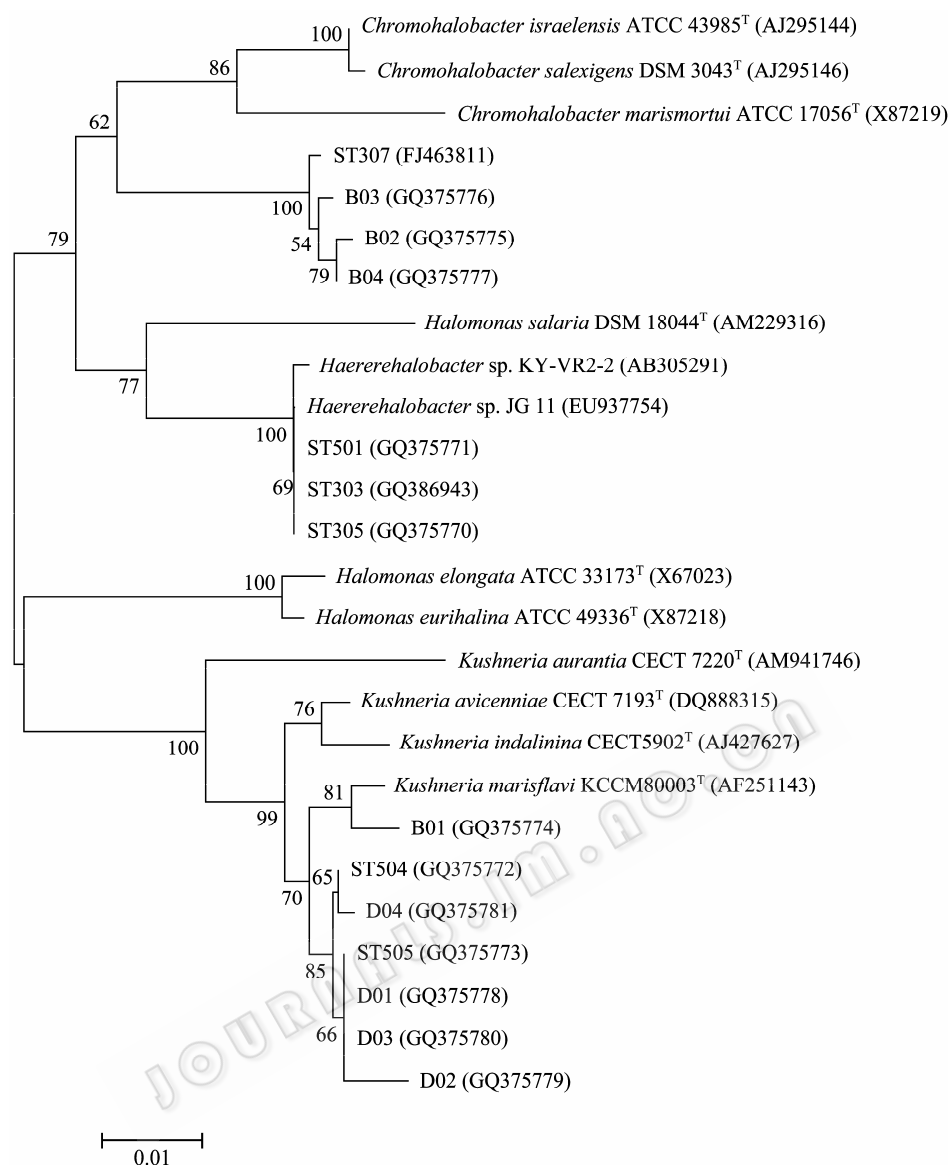 100 Chromohalobacter israelensis ATCC 43985ᵀ (AJ295144)
Chromohalobacter salexigens DSM 3043ᵀ (AJ295146)
86
Chromohalobacter marismortui ATCC 17056ᵀ (X87219)
62
ST307 (FJ463811)
B03 (GQ375776)
100
B02 (GQ375775)
54
79 B04 (GQ375777)
79
Halomonas salaria DSM 18044ᵀ (AM229316)
Haererehalobacter sp. KY-VR2-2 (AB305291)
77
Haererehalobacter sp. JG 11 (EU937754)
100
ST501 (GQ375771)
69 ST303 (GQ386943)
ST305 (GQ375770)
100 Halomonas elongata ATCC 33173ᵀ (X67023)
Halomonas eurihalina ATCC 49336ᵀ (X87218)
Kushneria aurantia CECT 7220ᵀ (AM941746)
100
76 Kushneria avicenniae CECT 7193ᵀ (DQ888315)
Kushneria indalinina CECT5902ᵀ (AJ427627)
99
81 Kushneria marisflavi KCCM80003ᵀ (AF251143)
B01 (GQ375774)
70
65 ST504 (GQ375772)
D04 (GQ375781)
85
ST505 (GQ375773)
D01 (GQ375778)
66 D03 (GQ375780)
D02 (GQ375779)
0.01
JOURNALS.IM.AC.CN